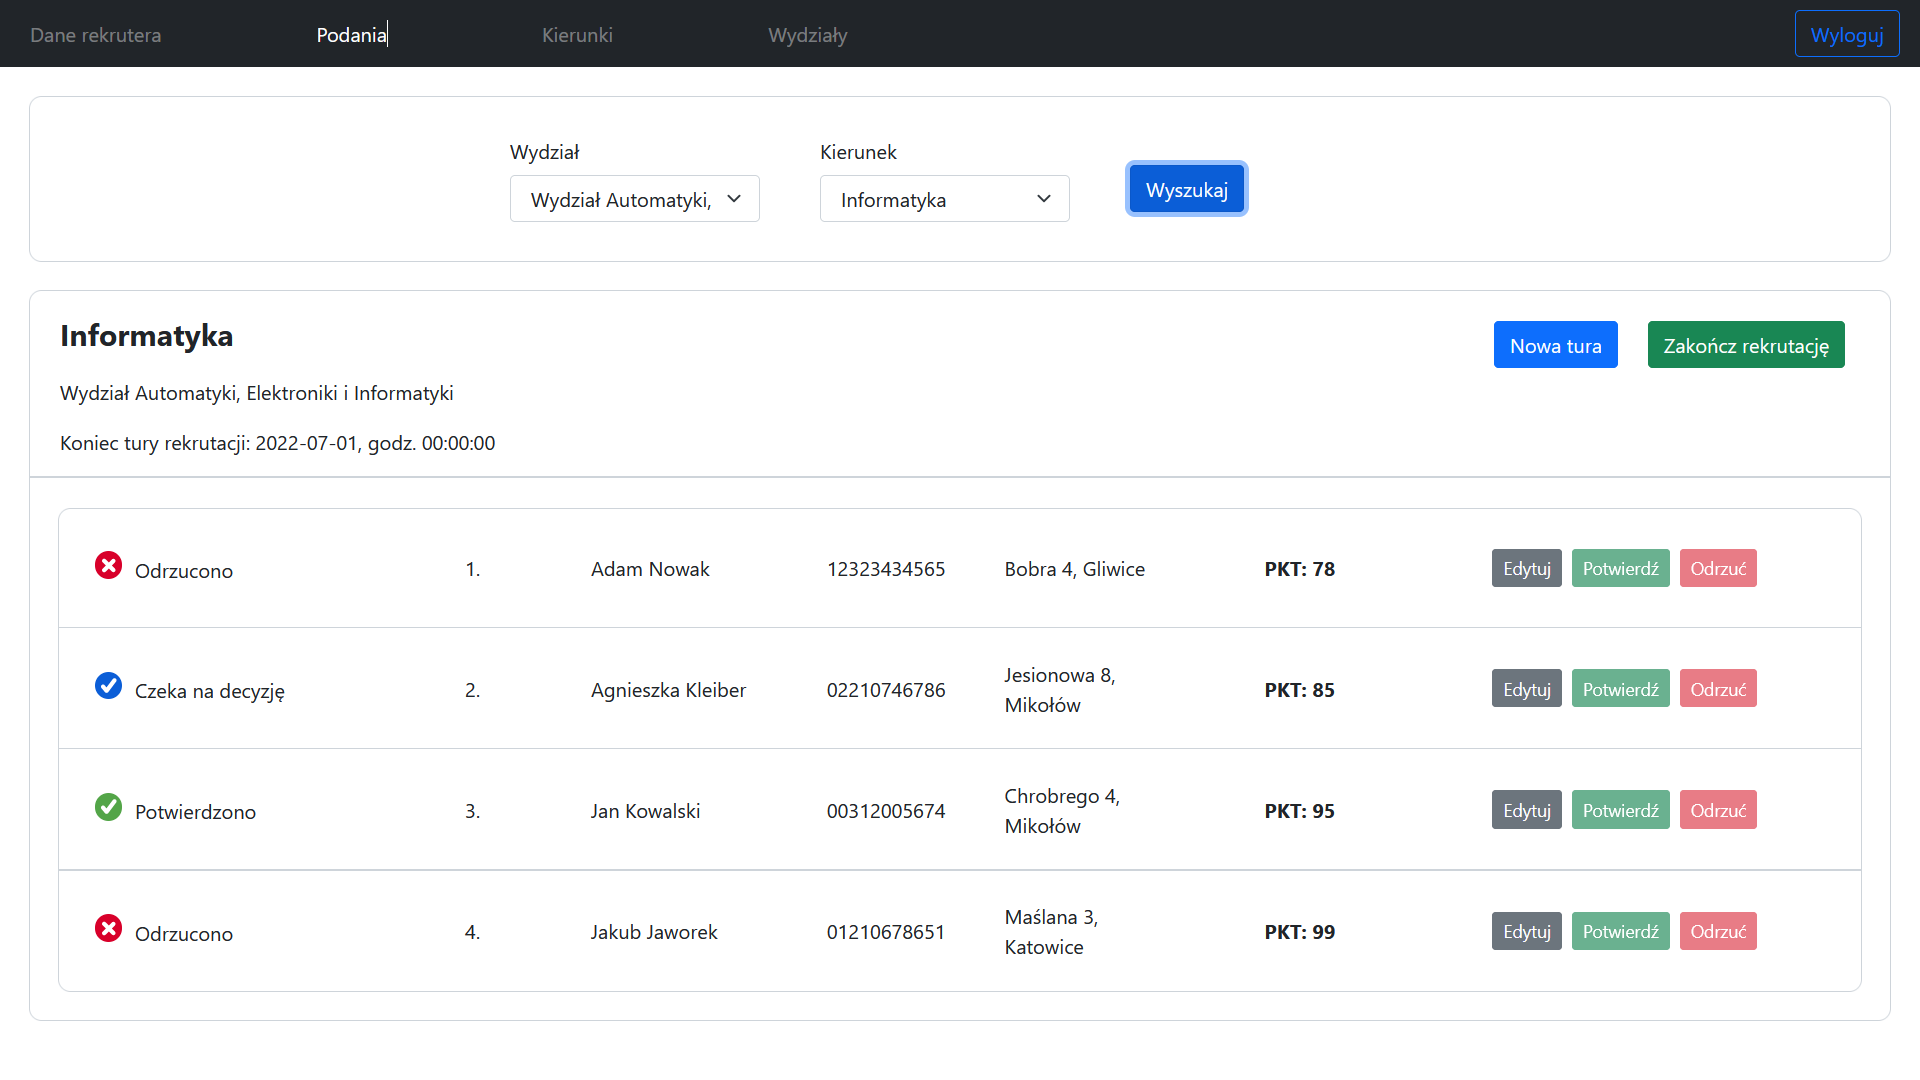 Dane rekrutera Podania Kierunki Wydziały Wyloguj
Wydział Kierunek
Wydział Automatyki, Informatyka Wyszukaj
Informatyka Nowa tura Zakończ rekrutację
Wydział Automatyki, Elektroniki i Informatyki
Koniec tury rekrutacji: 2022-07-01, godz. 00:00:00
Odrzucono 1. Adam Nowak 12323434565 Bobra 4, Gliwice PKT: 78 Edytuj Potwierdź Odrzuć
Czeka na decyzję 2. Agnieszka Kleiber 02210746786 Jesionowa 8, PKT: 85 Edytuj Potwierdź Odrzuć
Mikołów
Potwierdzono 3. Jan Kowalski 00312005674 Chrobrego 4, PKT: 95 Edytuj Potwierdź Odrzuć
Mikołów
Odrzucono 4. Jakub Jaworek 01210678651 Maślana 3, PKT: 99 Edytuj Potwierdź Odrzuć
Katowice